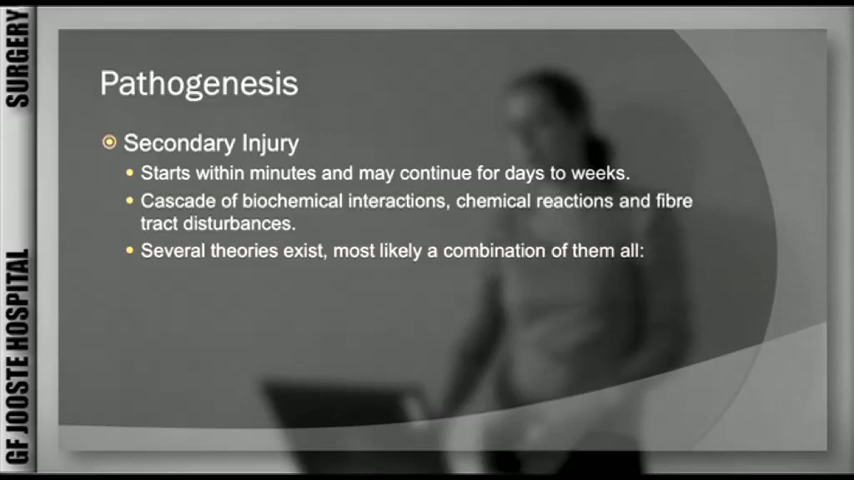 SURGERY
GF JOOSTE HOSPITAL
Pathogenesis
Secondary Injury
Starts within minutes and may continue for days to weeks.
Cascade of biochemical interactions, chemical reactions and fibre
tract disturbances.
Several theories exist, most likely a combination of them all: